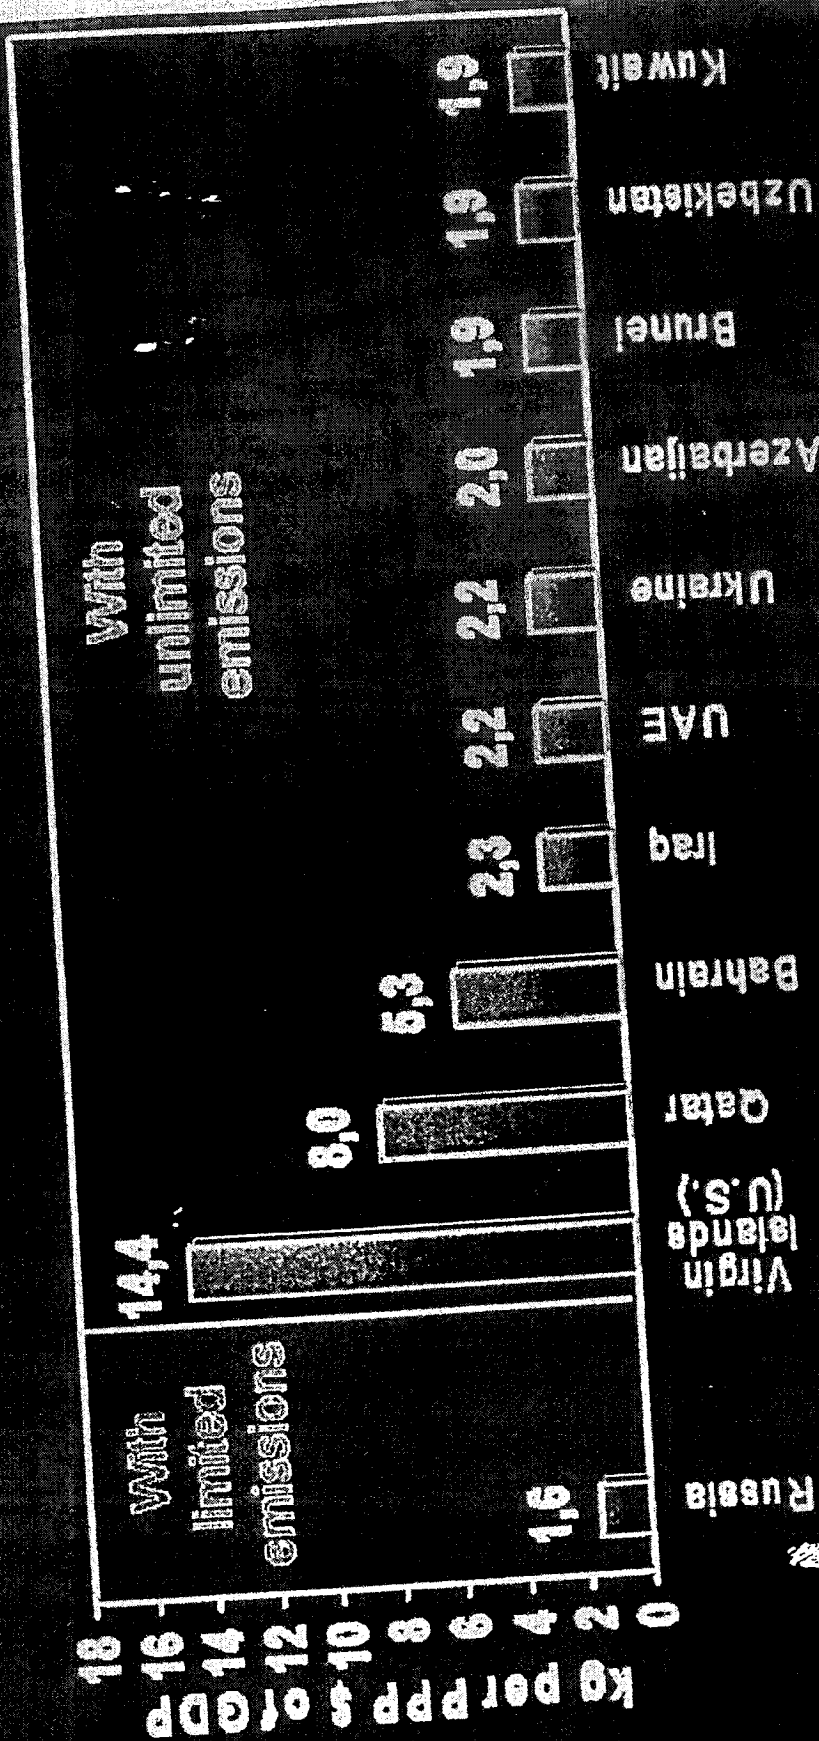 kg per PPP $ of GDP
18
16
14
12
10
8
6
4
2
0
With
limited
emissions
With
unlimited
emissions
1,6
14,4
8,0
5,3
2,3
2,2
2,2
2,0
1,9
1,9
1,9
Russia
Virgin
Islands
(U.S.)
Qatar
Bahrain
Iraq
UAE
Ukraine
Azerbaijan
Brunei
Uzbekistan
Kuwait